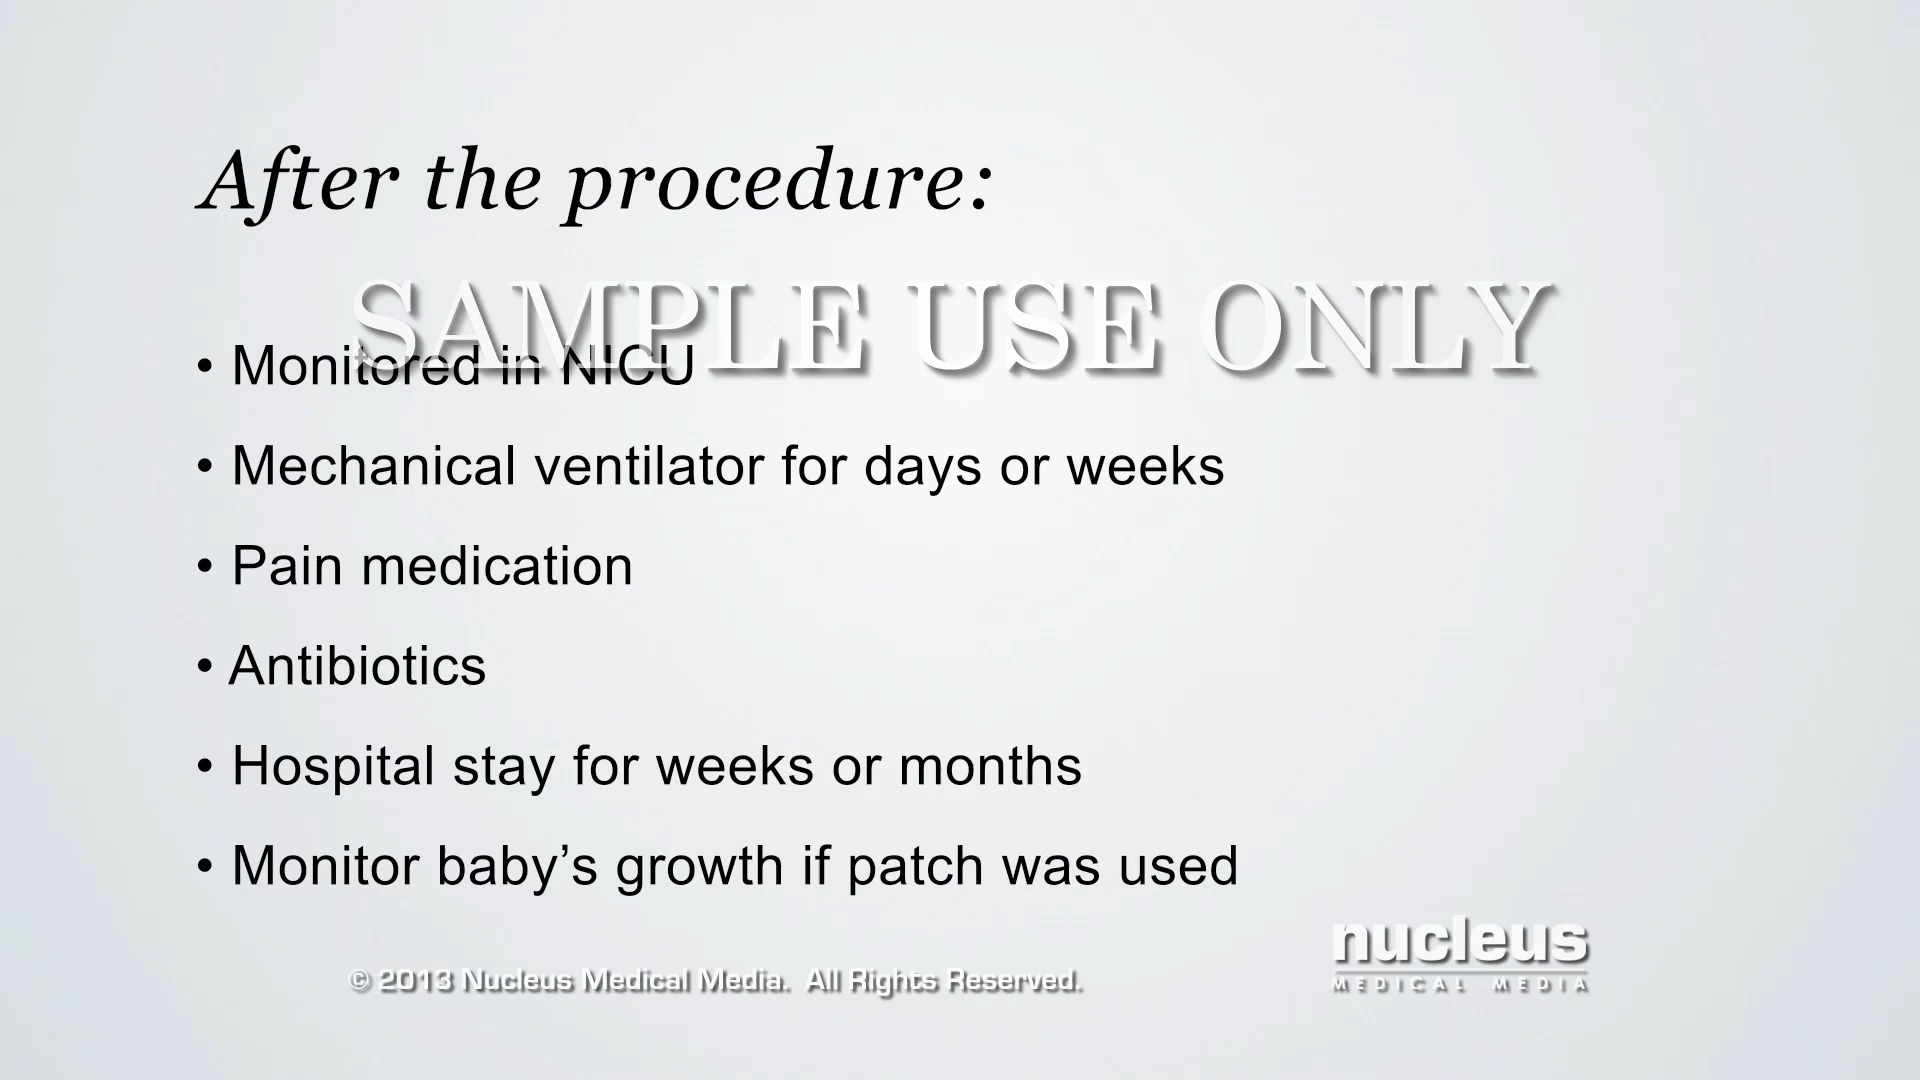 After the procedure:
SAMPLE USE ONLY
• Monitored in NICU
• Mechanical ventilator for days or weeks
• Pain medication
• Antibiotics
• Hospital stay for weeks or months
• Monitor baby’s growth if patch was used
nucleus
MEDICAL MEDIA
© 2013 Nucleus Medical Media. All Rights Reserved.